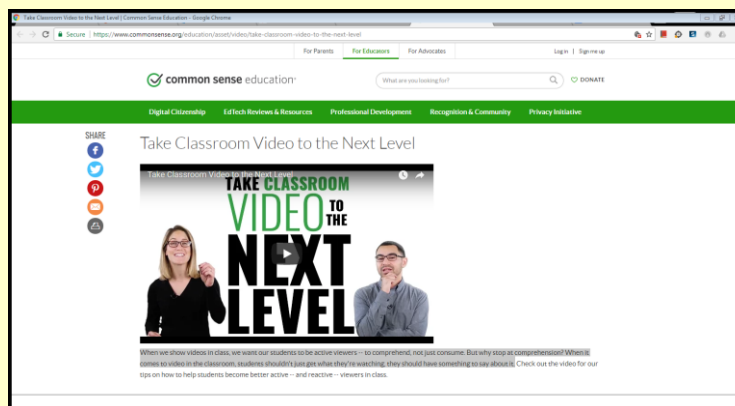 Take Classroom Video to the Next Level | Common Sense Education - Google Chrome
Secure | https://www.commonsense.org/education/asset/video/take-classroom-video-to-the-next-level
For Parents For Educators For Advocates Log in | Sign me up
common sense education
What are you looking for?
DONATE
Digital Citizenship EdTech Reviews & Resources Professional Development Recognition & Community Privacy Initiative
SHARE
Take Classroom Video to the Next Level
Take Classroom Video to the Next Level
TAKE CLASSROOM
VIDEO TO
THE
NEXT
LEVEL
When we show videos in class, we want our students to be active viewers -- to comprehend, not just consume. But why stop at comprehension? When it
comes to video in the classroom, students shouldn't just get what they're watching, they should have something to say about it. Check out the video for our
tips on how to help students become better active -- and reactive -- viewers in class.